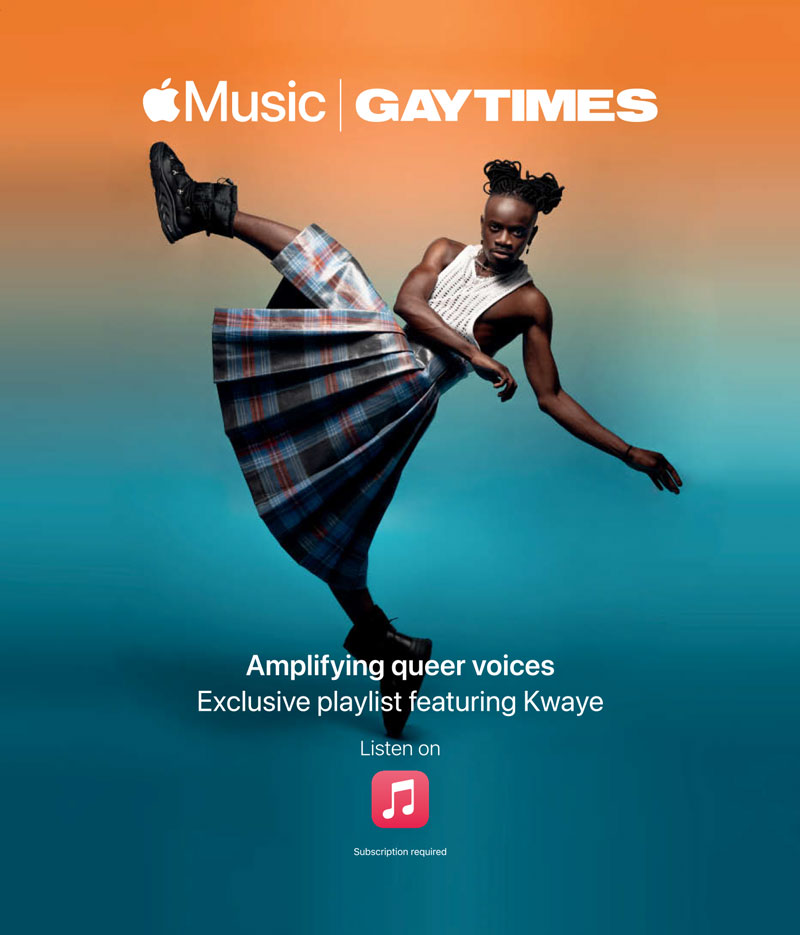 Music | GAYTIMES
Amplifying queer voices
Exclusive playlist featuring Kwaye
Listen on
Subscription required